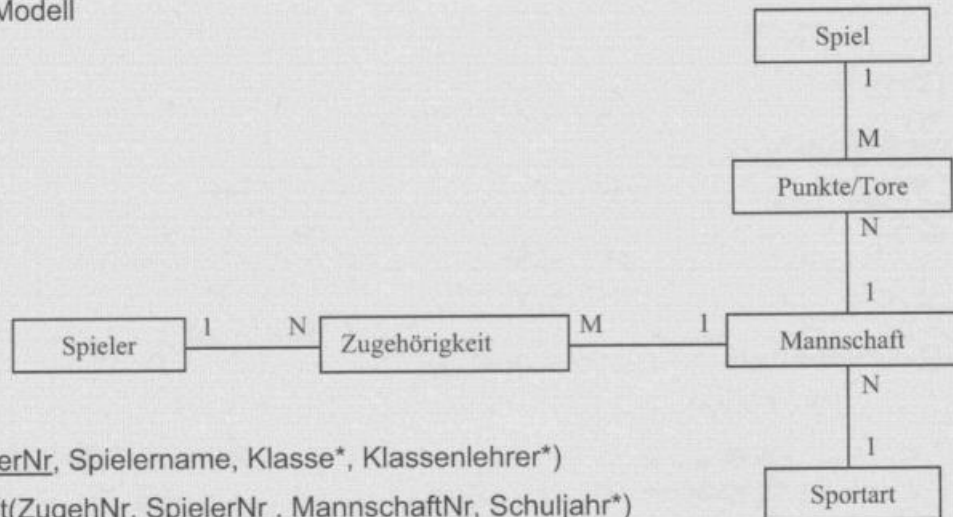 Modell
Spiel
1
M
Punkte/Tore
N
1
Spieler 1 N Zugehörigkeit M 1 Mannschaft
N
1
Sportart
erNr, Spielername, Klasse*, Klassenlehrer*)
t(ZugehNr, SpielerNr , MannschaftNr, Schuljahr*)